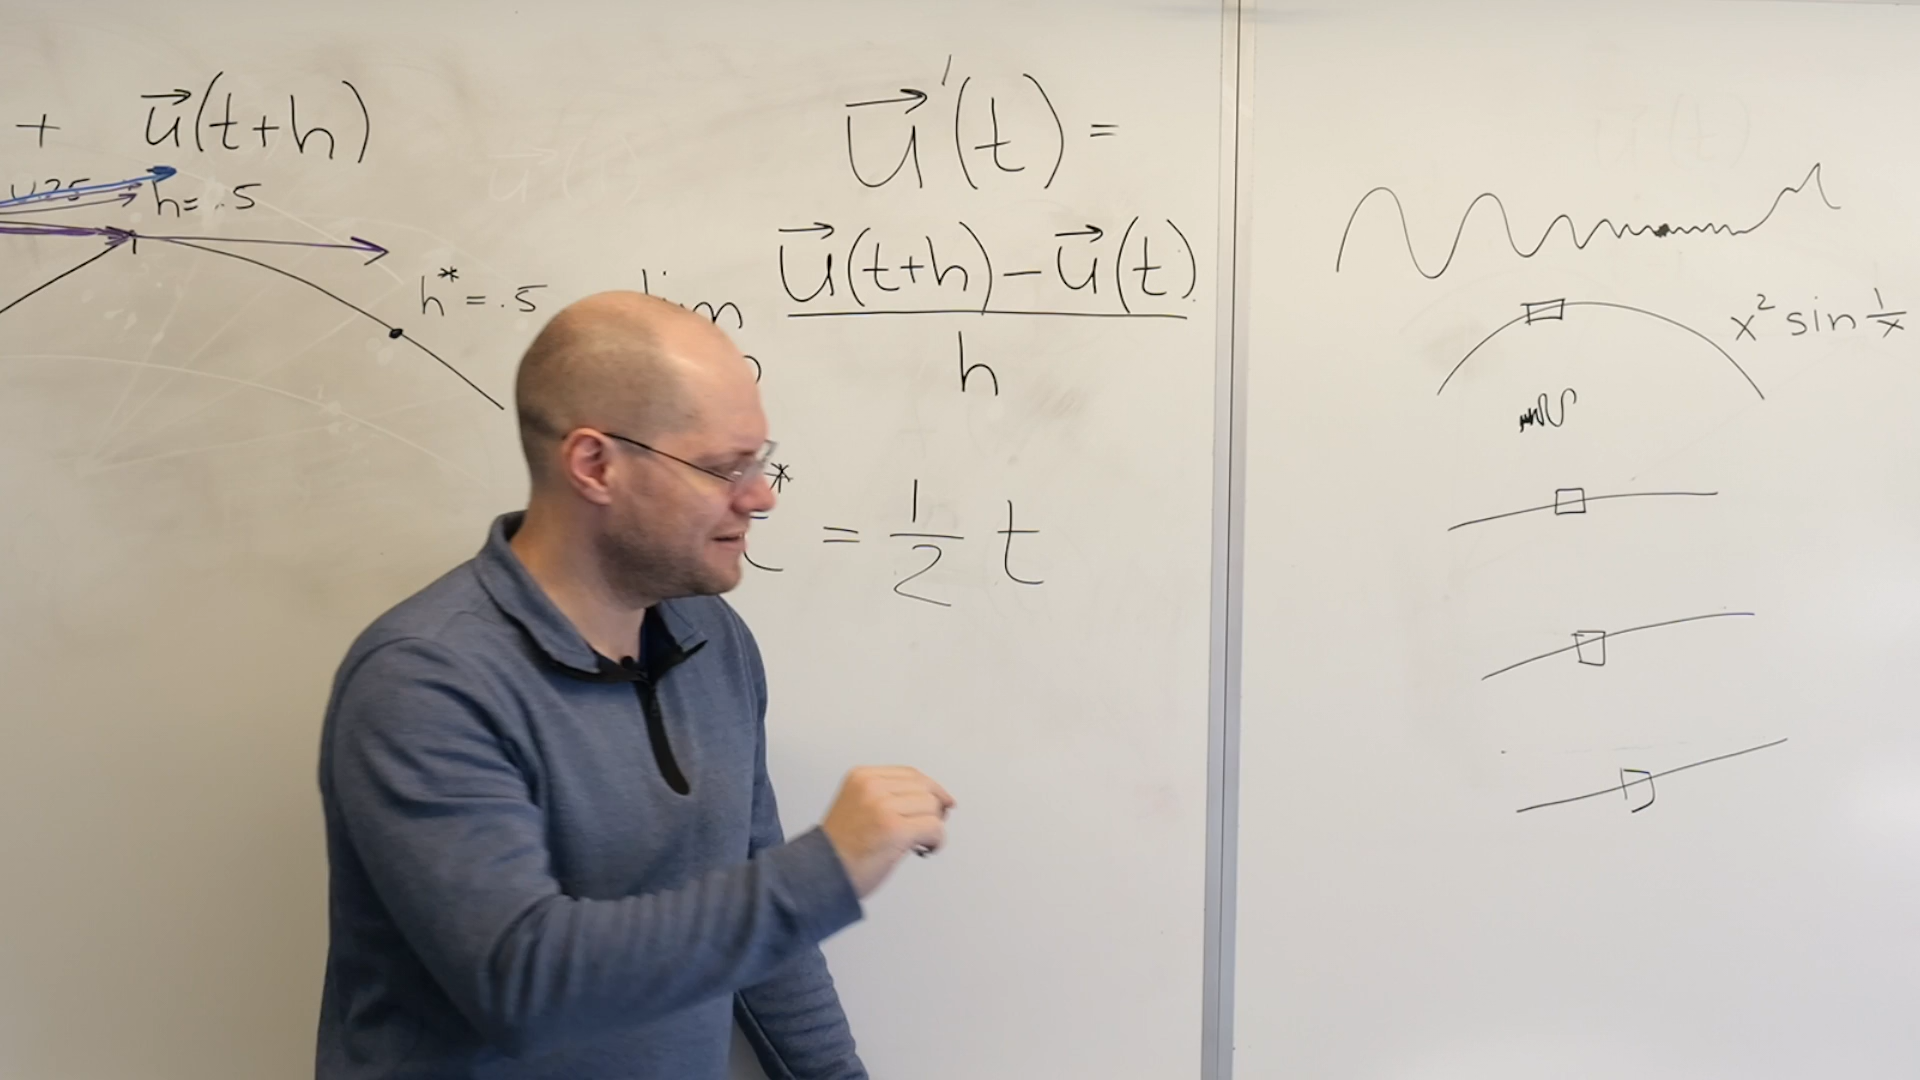 + u⃗(t+h)
h=.5
h* = .5
u⃗'(t) =
lim u⃗(t+h) − u⃗(t)
h
* = 1/2 t
x² sin 1/x